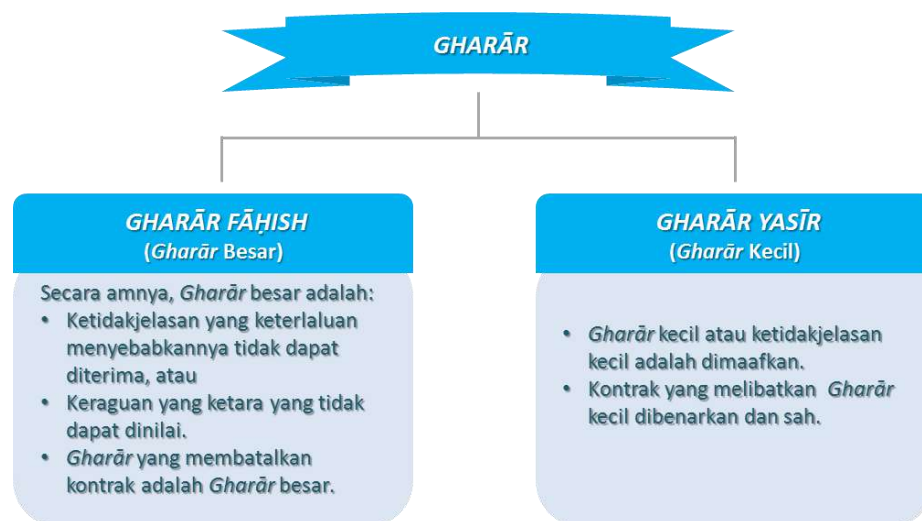 GHARĀR
GHARĀR FĀḤISH
(Gharār Besar)
Secara amnya, Gharār besar adalah:
• Ketidakjelasan yang keterlaluan
menyebabkannya tidak dapat
diterima, atau
• Keraguan yang ketara yang tidak
dapat dinilai.
• Gharār yang membatalkan
kontrak adalah Gharār besar.
GHARĀR YASĪR
(Gharār Kecil)
• Gharār kecil atau ketidakjelasan
kecil adalah dimaafkan.
• Kontrak yang melibatkan Gharār
kecil dibenarkan dan sah.